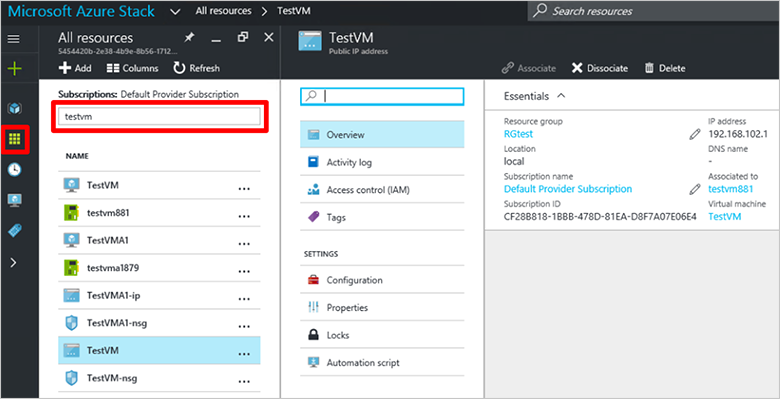 Microsoft Azure Stack
All resources > TestVM
Search resources
All resources
5454420b-2e38-4b9e-8b56-1712...
Add
Columns
Refresh
Subscriptions: Default Provider Subscription
testvm
NAME
TestVM ...
testvm881 ...
TestVMA1 ...
testvma1879 ...
TestVMA1-ip ...
TestVMA1-nsg ...
TestVM ...
TestVM-nsg ...
TestVM
Public IP address
Overview
Activity log
Access control (IAM)
Tags
SETTINGS
Configuration
Properties
Locks
Automation script
Associate
Dissociate
Delete
Essentials
Resource group
RGtest
Location
local
Subscription name
Default Provider Subscription
Subscription ID
CF28B818-1BBB-478D-81EA-D8F7A07E06E4
IP address
192.168.102.1
DNS name
-
Associated to
testvm881
Virtual machine
TestVM